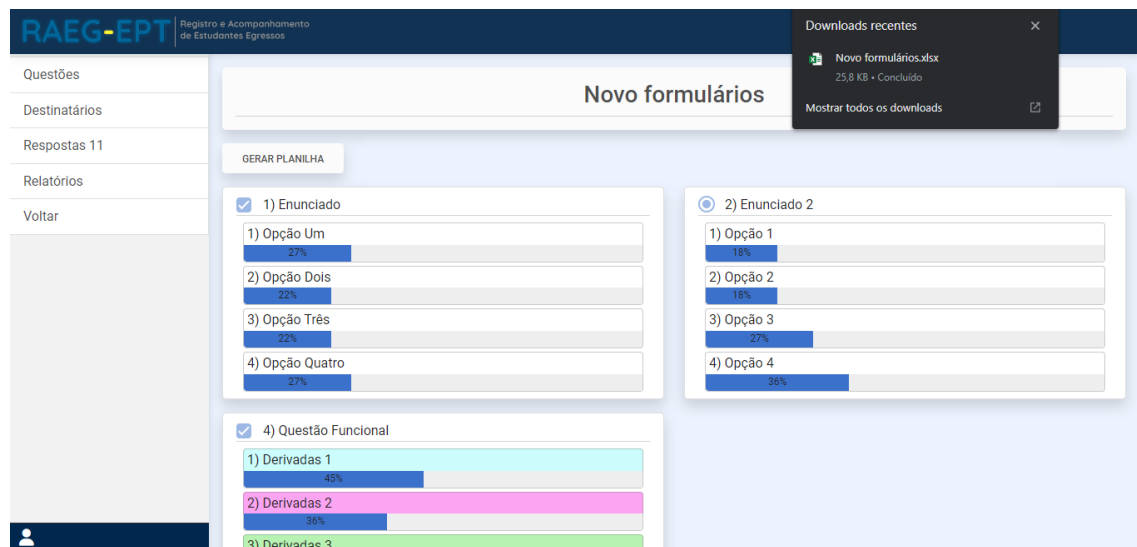 RAEG-EPT
Registro e Acompanhamento
de Estudantes Egressos
Downloads recentes
Novo formulários.xlsx
25,8 KB • Concluído
Mostrar todos os downloads
Questões
Destinatários
Respostas 11
Relatórios
Voltar
Novo formulários
GERAR PLANILHA
1) Enunciado
1) Opção Um
27%
2) Opção Dois
22%
3) Opção Três
22%
4) Opção Quatro
27%
2) Enunciado 2
1) Opção 1
18%
2) Opção 2
18%
3) Opção 3
27%
4) Opção 4
36%
4) Questão Funcional
1) Derivadas 1
45%
2) Derivadas 2
36%
3) Derivadas 3